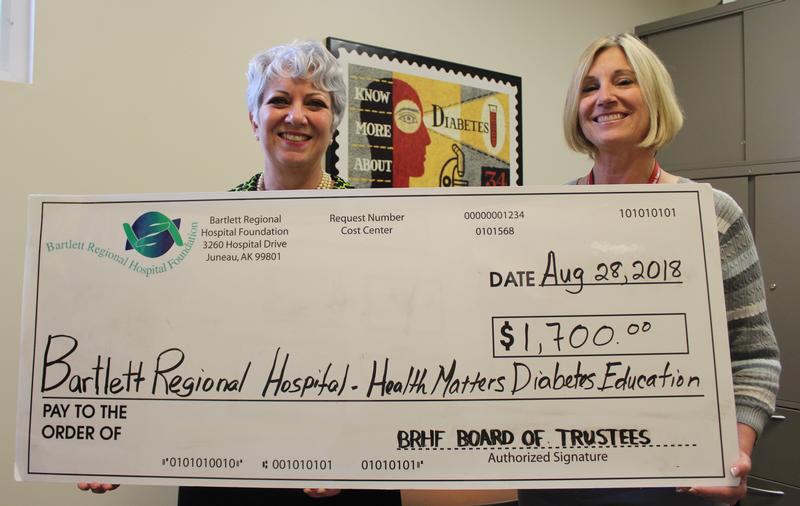 KNOW
MORE
ABOUT
DIABETES
34
Bartlett Regional Hospital Foundation
Bartlett Regional
Hospital Foundation
3260 Hospital Drive
Juneau, AK 99801
Request Number
Cost Center
00000001234
0101568
101010101
DATE Aug 28, 2018
$1,700.00
Bartlett Regional Hospital - Health Matters Diabetes Education
PAY TO THE
ORDER OF
BRHF BOARD OF TRUSTEES
Authorized Signature
⑈0101010010⑈ ⑆ 001010101 01010101⑈